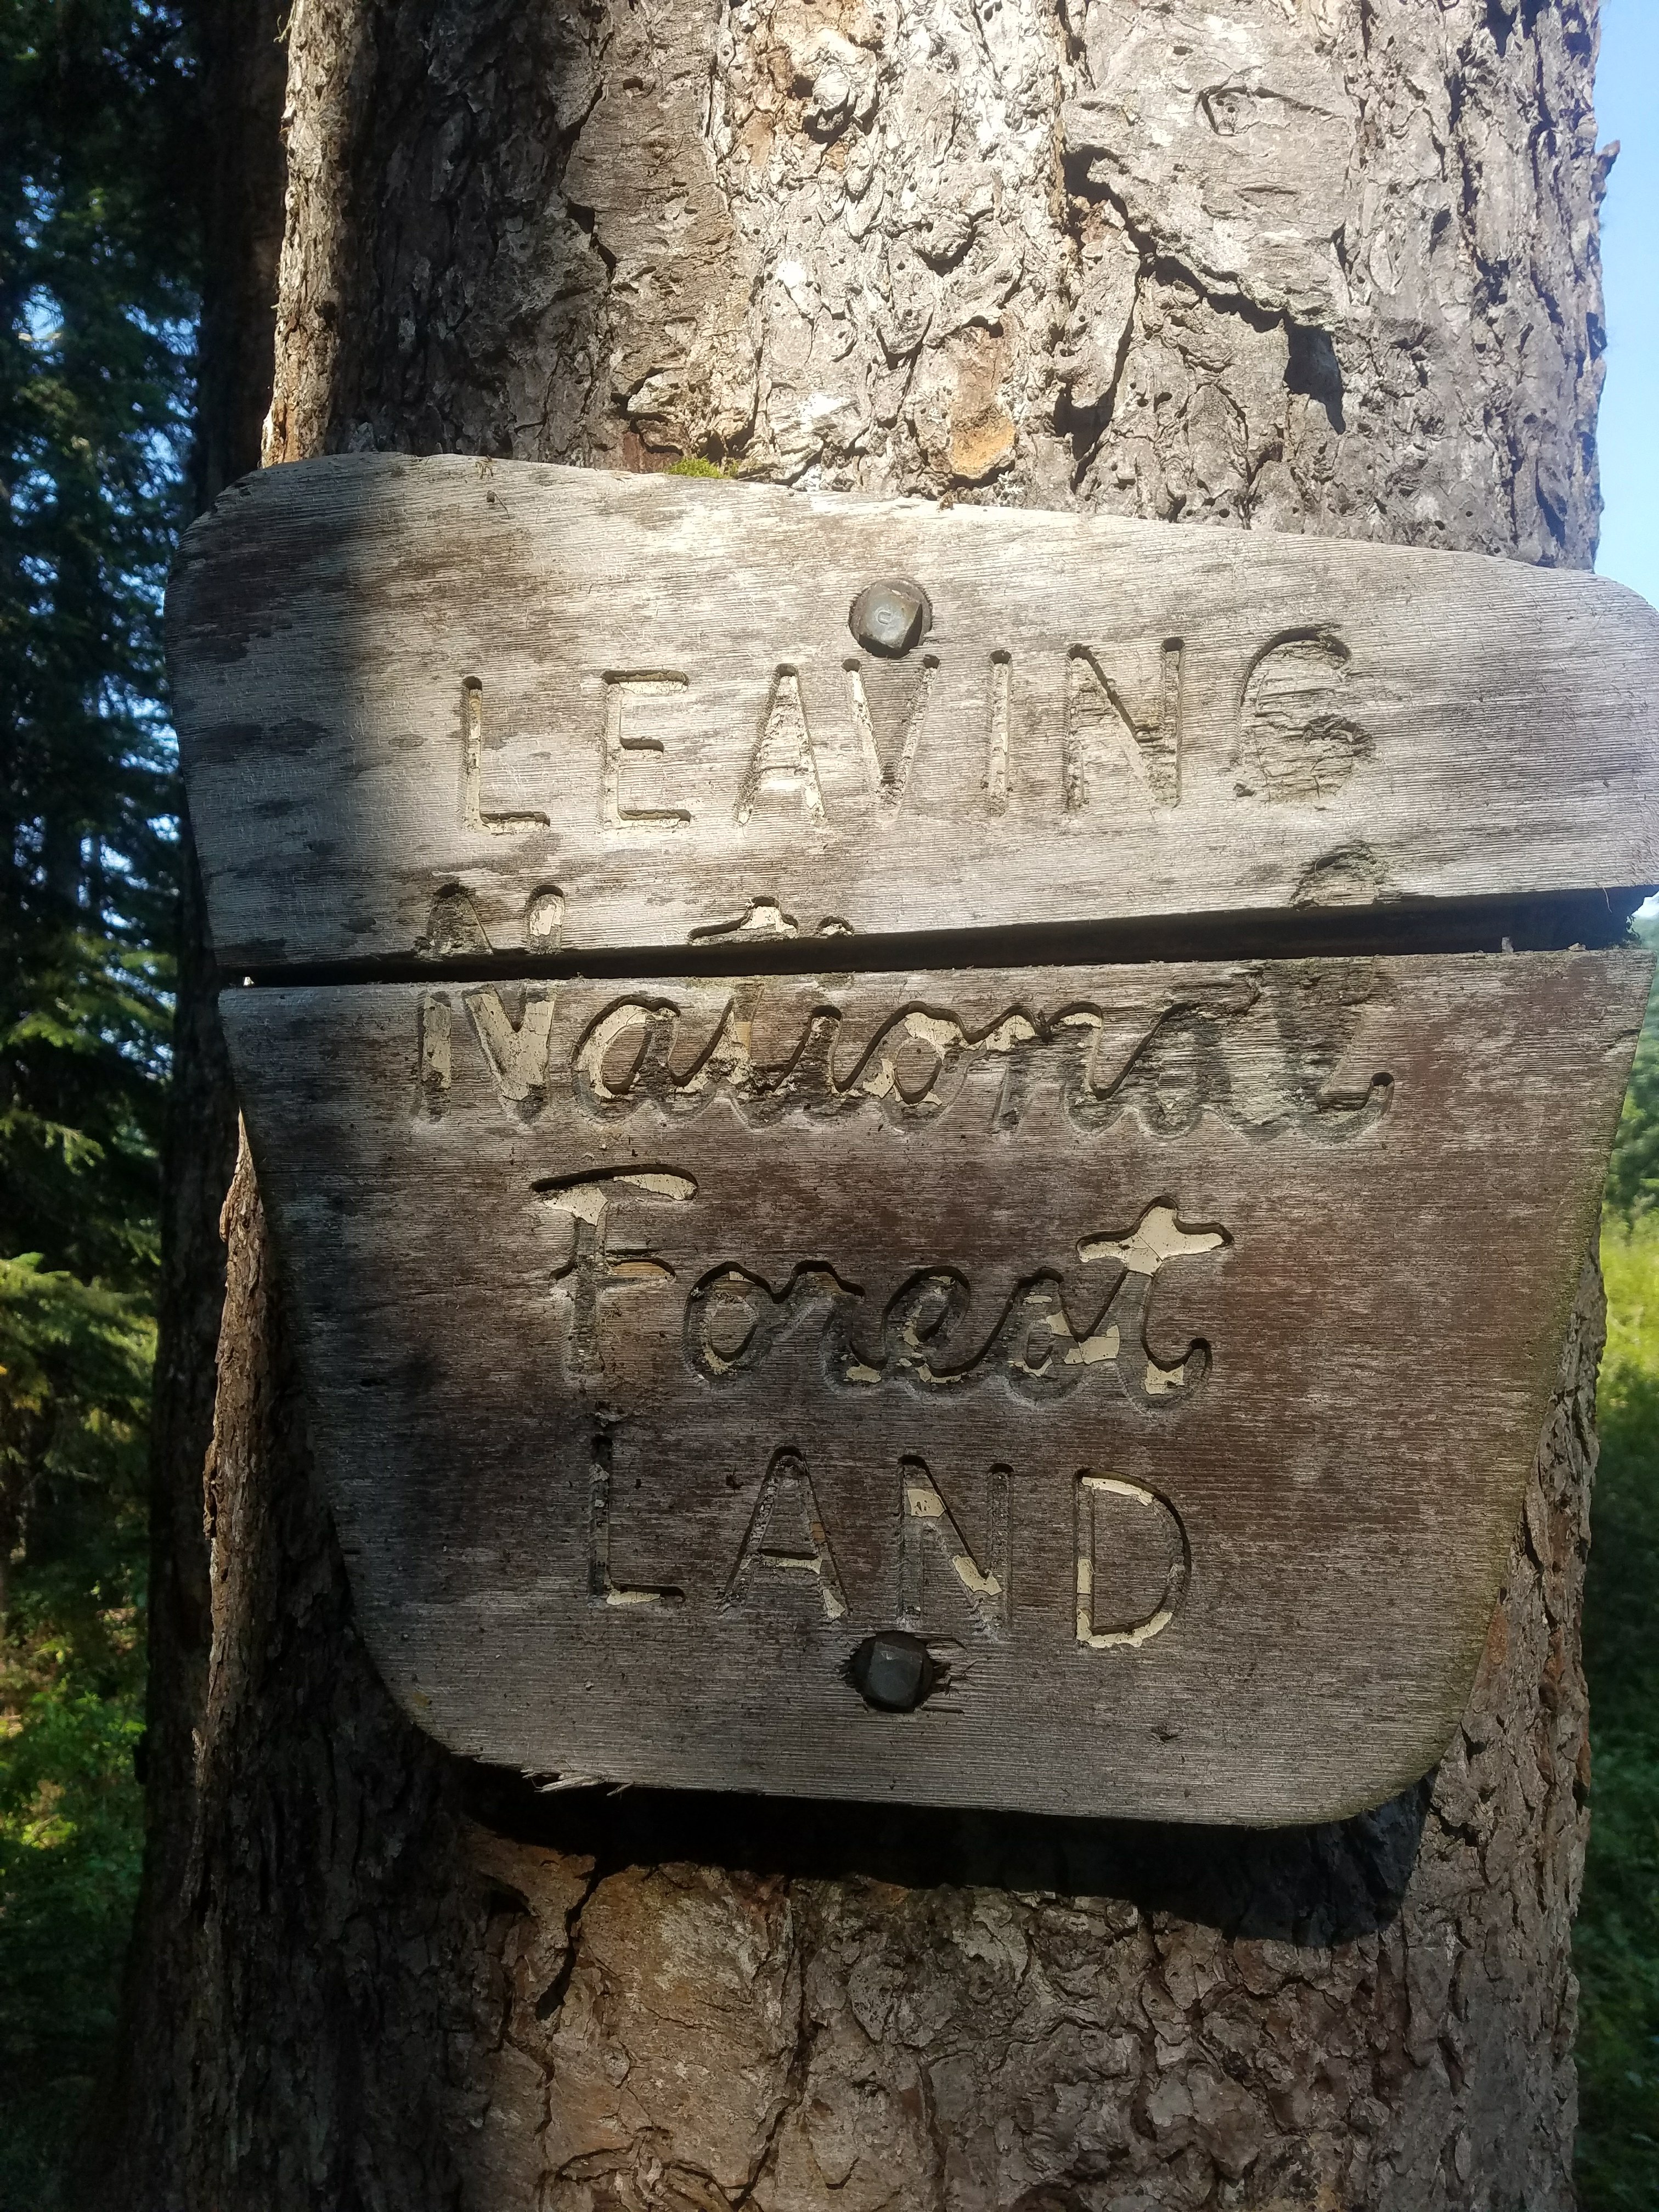 LEAVING
National
Forest
LAND